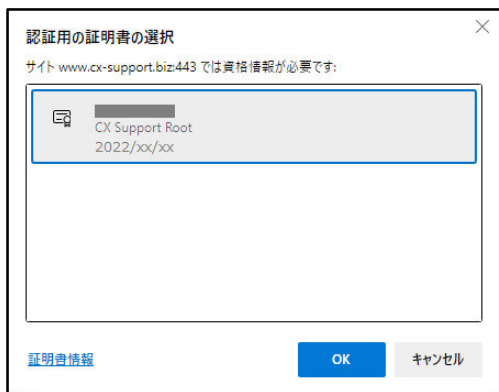 認証用の証明書の選択
サイト www.cx-support.biz:443 では資格情報が必要です:
CX Support Root
2022/xx/xx
証明書情報
OK
キャンセル